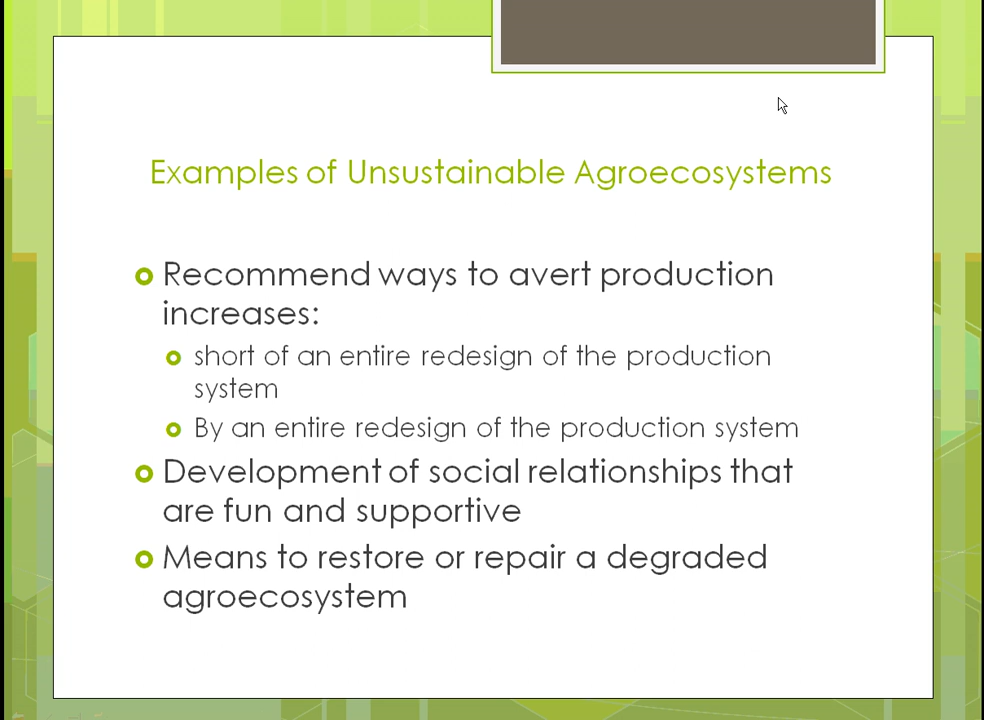 Examples of Unsustainable Agroecosystems
Recommend ways to avert production
increases:
short of an entire redesign of the production
system
By an entire redesign of the production system
Development of social relationships that
are fun and supportive
Means to restore or repair a degraded
agroecosystem